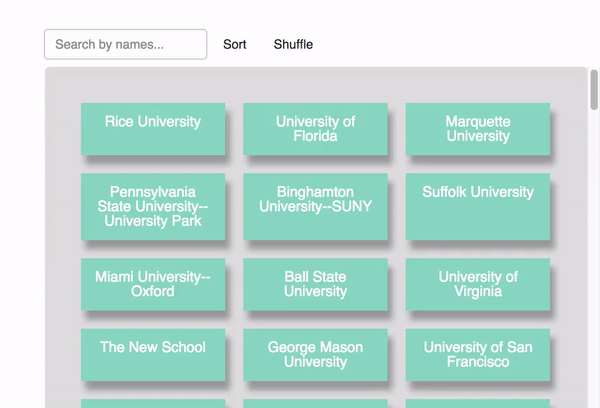 Search by names...
Sort
Shuffle
Rice University
University of
Florida
Marquette
University
Pennsylvania
State University--
University Park
Binghamton
University--SUNY
Suffolk University
Miami University--
Oxford
Ball State
University
University of
Virginia
The New School
George Mason
University
University of San
Francisco